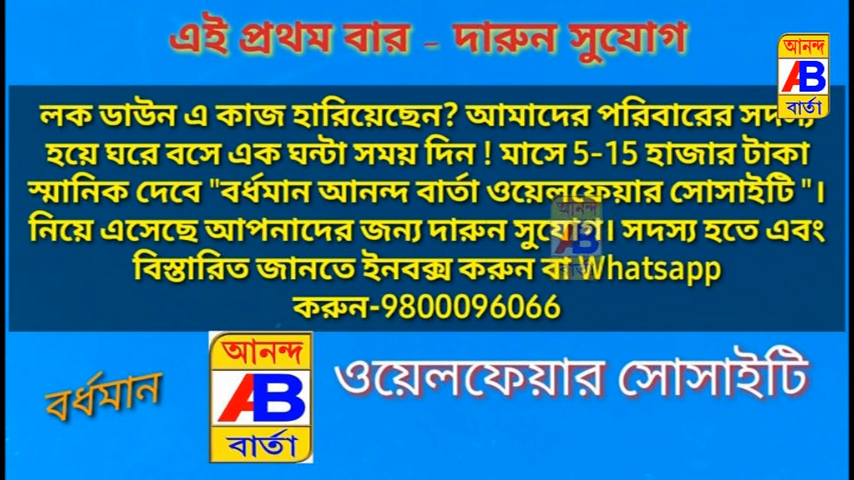 এই প্রথম বার - দারুন সুযোগ
আনন্দ
AB
বার্তা
লক ডাউন এ কাজ হারিয়েছেন? আমাদের পরিবারের সদস্য
হয়ে ঘরে বসে এক ঘন্টা সময় দিন ! মাসে 5-15 হাজার টাকা
স্মানিক দেবে "বর্ধমান আনন্দ বার্তা ওয়েলফেয়ার সোসাইটি "।
নিয়ে এসেছে আপনাদের জন্য দারুন সুযোগ। সদস্য হতে এবং
বিস্তারিত জানতে ইনবক্স করুন বা Whatsapp
করুন-9800096066
আনন্দ
AB
বার্তা
বর্ধমান
আনন্দ
AB
বার্তা
ওয়েলফেয়ার সোসাইটি